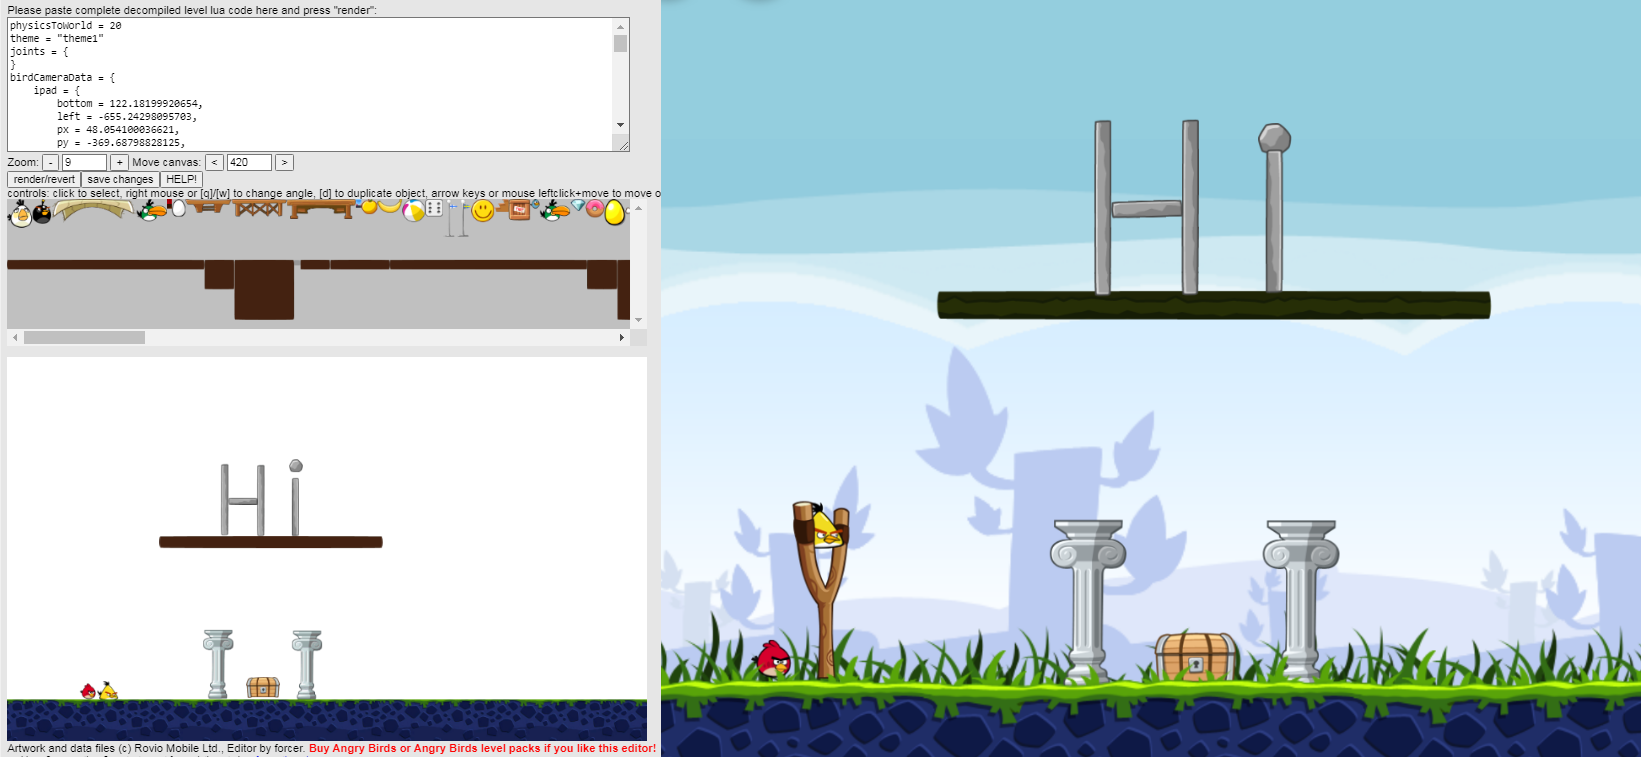 Please paste complete decompiled level lua code here and press "render":
physicsToWorld = 20
theme = "theme1"
joints = {
}
birdCameraData = {
ipad = {
bottom = 122.18199920654,
left = -655.24298095703,
px = 48.054100036621,
py = -369.68798828125,
Zoom: - 9 + Move canvas: < 420 >
render/revert save changes HELP!
controls: click to select, right mouse or [q]/[w] to change angle, [d] to duplicate object, arrow keys or mouse leftclick+move to move o
Hi
Hi
Artwork and data files (c) Rovio Mobile Ltd., Editor by forcer. Buy Angry Birds or Angry Birds level packs if you like this editor!